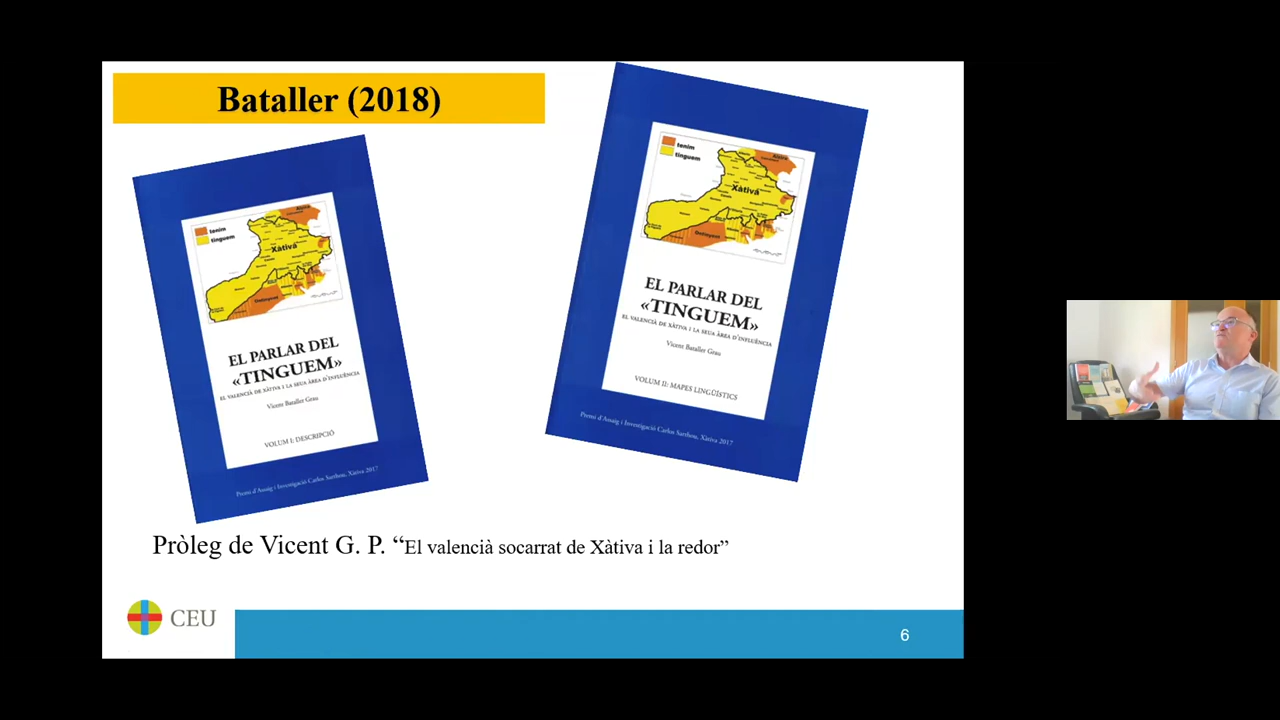 Bataller (2018)
tenim
tinguem
Xàtiva
Ontinyent
EL PARLAR DEL
«TINGUEM»
EL VALENCIÀ DE XÀTIVA I LA SEUA ÀREA D'INFLUÈNCIA
Vicent Bataller Grau
VOLUM I: DESCRIPCIÓ
Premi d'Assaig i Investigació Carlos Sarthou, Xàtiva 2017
tenim
tinguem
Xàtiva
Ontinyent
EL PARLAR DEL
«TINGUEM»
EL VALENCIÀ DE XÀTIVA I LA SEUA ÀREA D'INFLUÈNCIA
Vicent Bataller Grau
VOLUM II: MAPES LINGÜÍSTICS
Premi d'Assaig i Investigació Carlos Sarthou, Xàtiva 2017
Pròleg de Vicent G. P. “El valencià socarrat de Xàtiva i la redor”
CEU
6